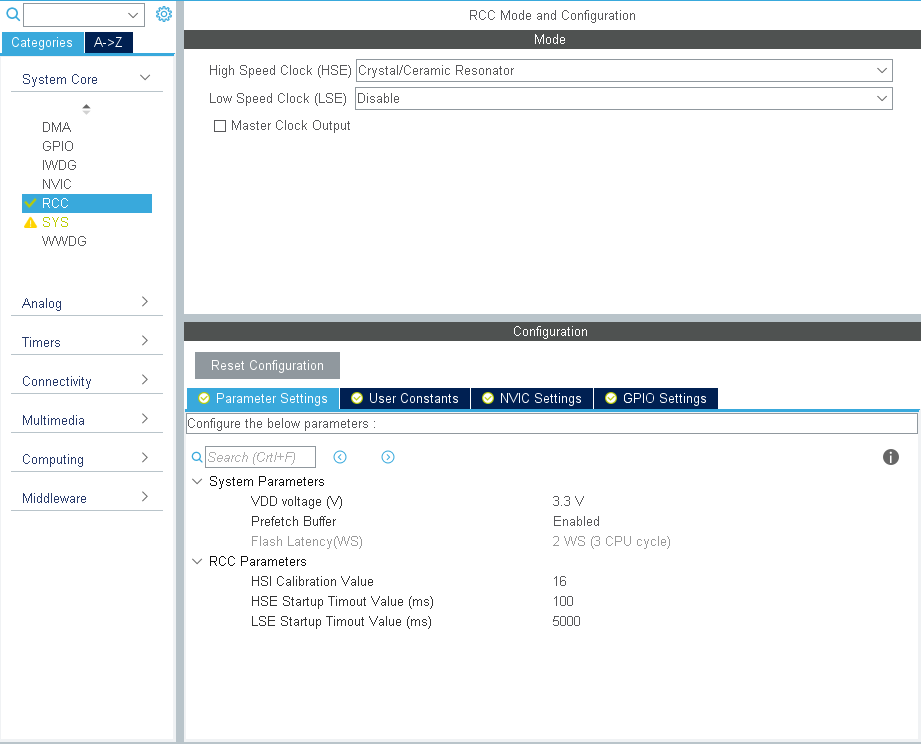 Categories
A->Z
System Core
DMA
GPIO
IWDG
NVIC
RCC
SYS
WWDG
Analog
Timers
Connectivity
Multimedia
Computing
Middleware
RCC Mode and Configuration
Mode
High Speed Clock (HSE) Crystal/Ceramic Resonator
Low Speed Clock (LSE) Disable
Master Clock Output
Configuration
Reset Configuration
Parameter Settings
User Constants
NVIC Settings
GPIO Settings
Configure the below parameters :
Search (Crtl+F)
System Parameters
VDD voltage (V) 3.3 V
Prefetch Buffer Enabled
Flash Latency(WS) 2 WS (3 CPU cycle)
RCC Parameters
HSI Calibration Value 16
HSE Startup Timout Value (ms) 100
LSE Startup Timout Value (ms) 5000